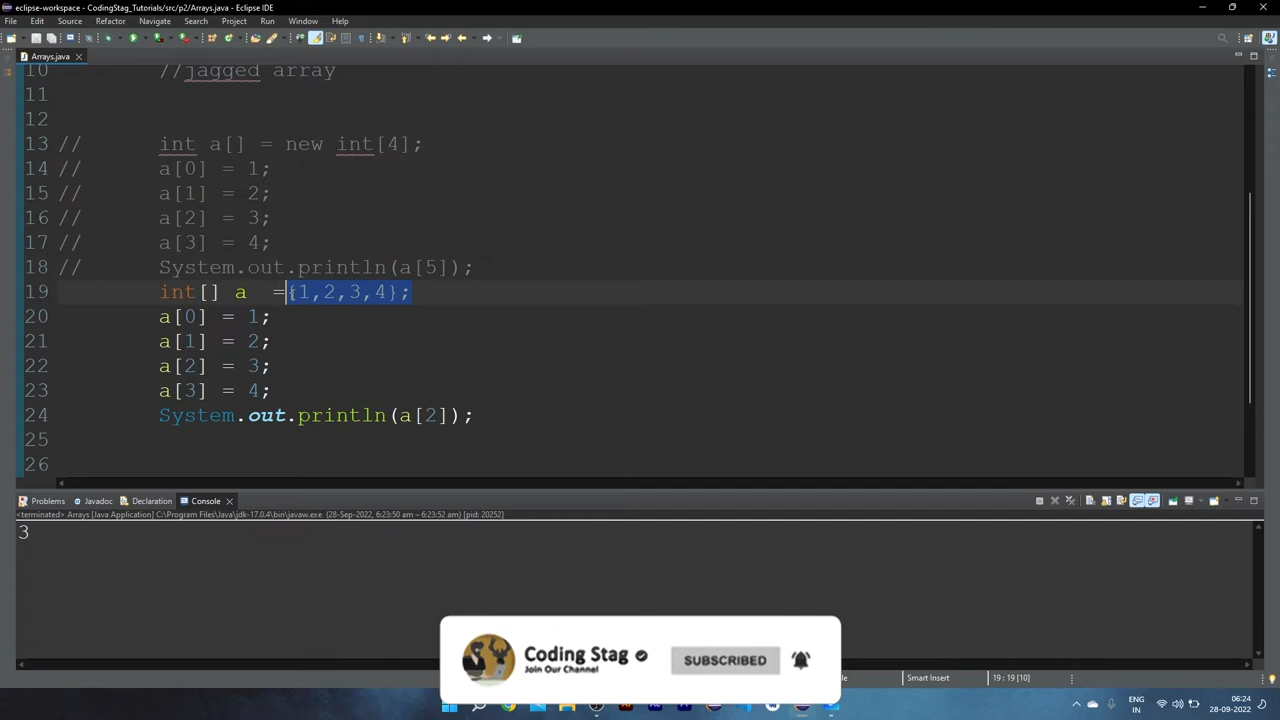 eclipse-workspace - CodingStag_Tutorials/src/p2/Arrays.java - Eclipse IDE
File Edit Source Refactor Navigate Search Project Run Window Help
Arrays.java
10 //jagged array
11
12
13 // int a[] = new int[4];
14 // a[0] = 1;
15 // a[1] = 2;
16 // a[2] = 3;
17 // a[3] = 4;
18 // System.out.println(a[5]);
19 int[] a ={1,2,3,4};
20 a[0] = 1;
21 a[1] = 2;
22 a[2] = 3;
23 a[3] = 4;
24 System.out.println(a[2]);
25
26
Problems Javadoc Declaration Console
<terminated> Arrays [Java Application] C:\Program Files\Java\jdk-17.0.4\bin\javaw.exe (28-Sep-2022, 6:23:50 am – 6:23:52 am) [pid: 20252]
3
Coding Stag
Join Our Channel
SUBSCRIBED
Smart Insert 19 : 19 [10]
ENG
IN
06:24
28-09-2022